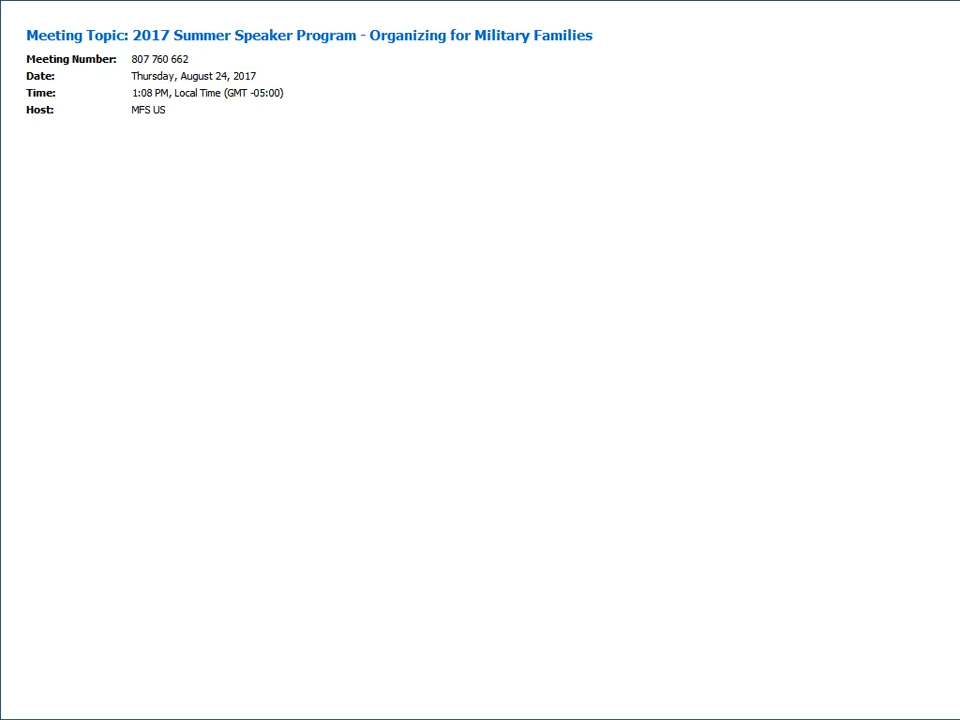 Meeting Topic: 2017 Summer Speaker Program - Organizing for Military Families
Meeting Number: 807 760 662
Date: Thursday, August 24, 2017
Time: 1:08 PM, Local Time (GMT -05:00)
Host: MFS US